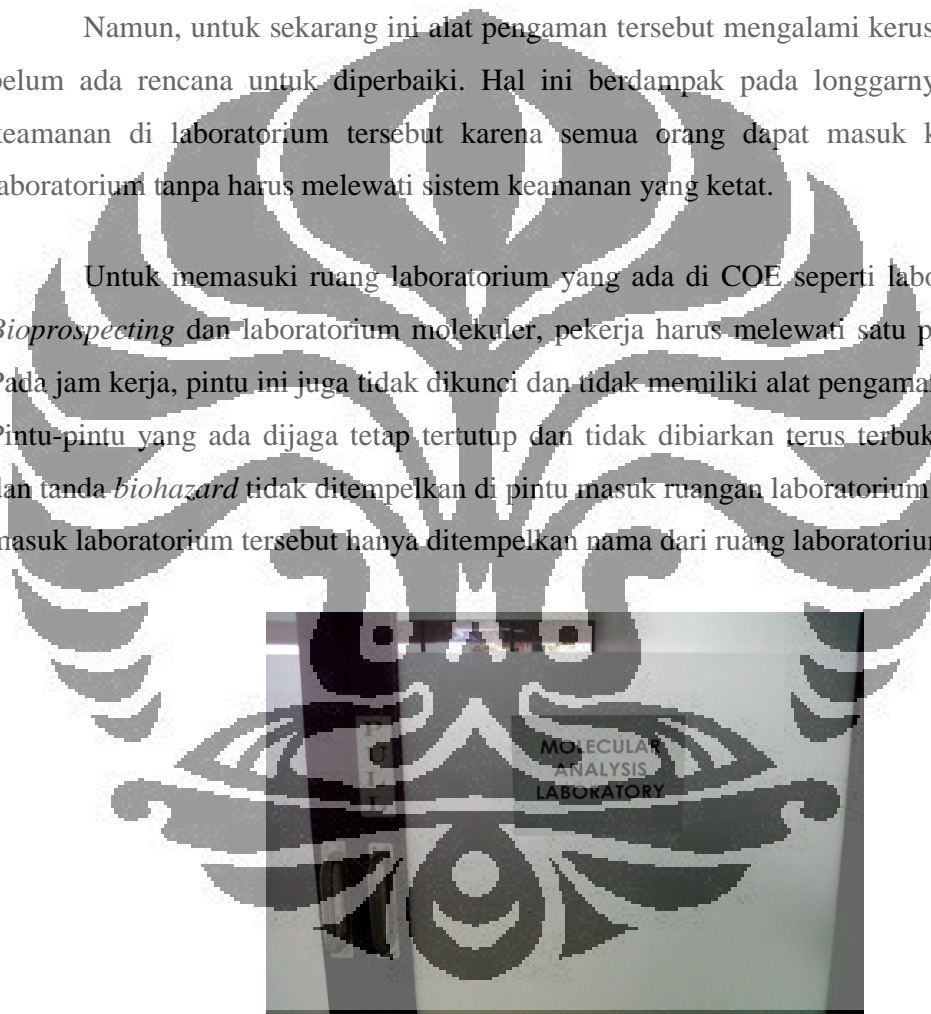 Namun, untuk sekarang ini alat pengaman tersebut mengalami kerus
belum ada rencana untuk diperbaiki. Hal ini berdampak pada longgarny
keamanan di laboratorium tersebut karena semua orang dapat masuk k
laboratorium tanpa harus melewati sistem keamanan yang ketat.
Untuk memasuki ruang laboratorium yang ada di COE seperti labo
Bioprospecting dan laboratorium molekuler, pekerja harus melewati satu p
Pada jam kerja, pintu ini juga tidak dikunci dan tidak memiliki alat pengamat
Pintu-pintu yang ada dijaga tetap tertutup dan tidak dibiarkan terus terbuk
dan tanda biohazard tidak ditempelkan di pintu masuk ruangan laboratorium
masuk laboratorium tersebut hanya ditempelkan nama dari ruang laboratoriu
PULL
MOLECULAR
ANALYSIS
LABORATORY